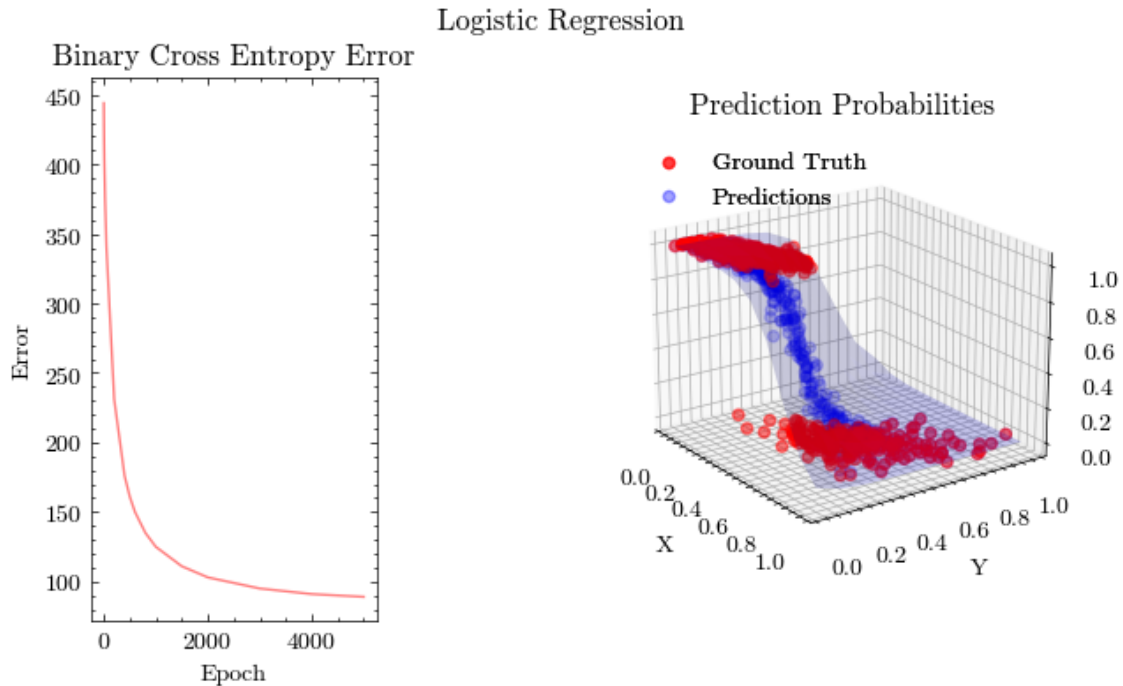 Logistic Regression
Binary Cross Entropy Error
450
400
350
300
250
200
150
100
Error
0 2000 4000
Epoch
Prediction Probabilities
Ground Truth
Predictions
1.0
0.8
0.6
0.4
0.2
0.0
0.0 0.2 0.4 0.6 0.8 1.0
X
0.0 0.2 0.4 0.6 0.8 1.0
Y